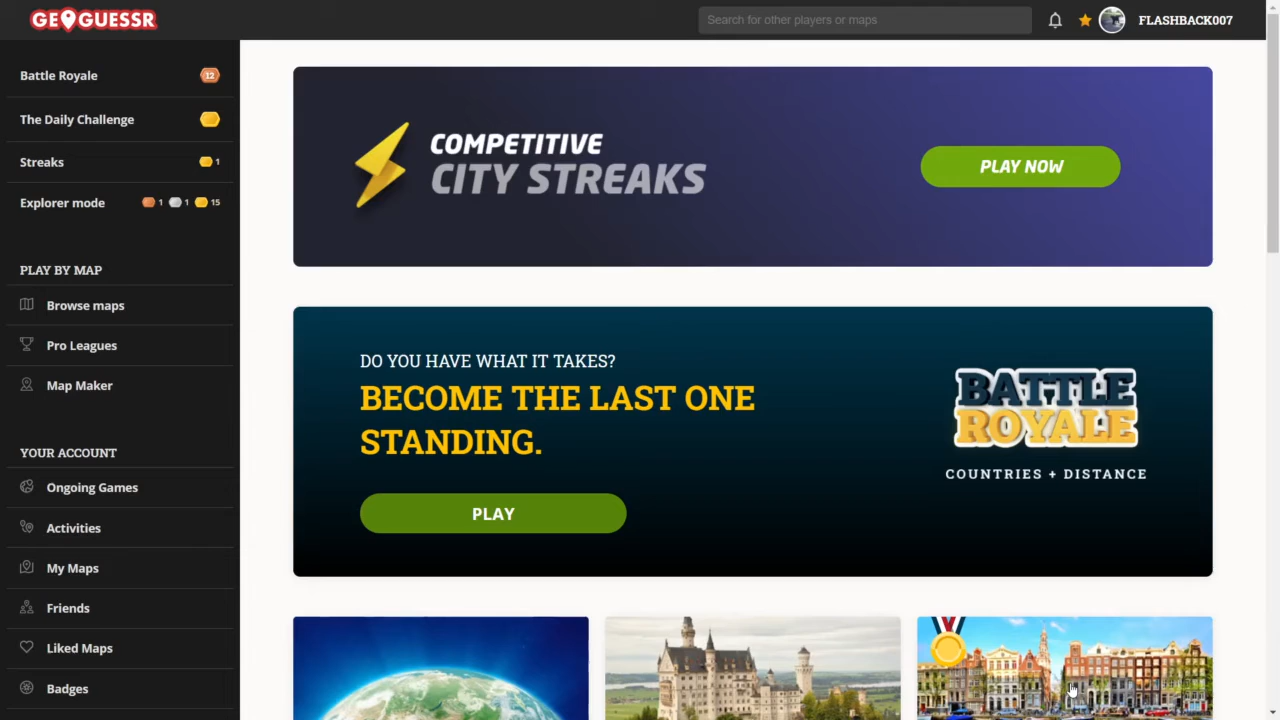 GEOGUESSR
Search for other players or maps
FLASHBACK007
Battle Royale
12
The Daily Challenge
Streaks
1
Explorer mode
1
1
15
PLAY BY MAP
Browse maps
Pro Leagues
Map Maker
YOUR ACCOUNT
Ongoing Games
Activities
My Maps
Friends
Liked Maps
Badges
COMPETITIVE
CITY STREAKS
PLAY NOW
DO YOU HAVE WHAT IT TAKES?
BECOME THE LAST ONE
STANDING.
PLAY
BATTLE
ROYALE
COUNTRIES + DISTANCE